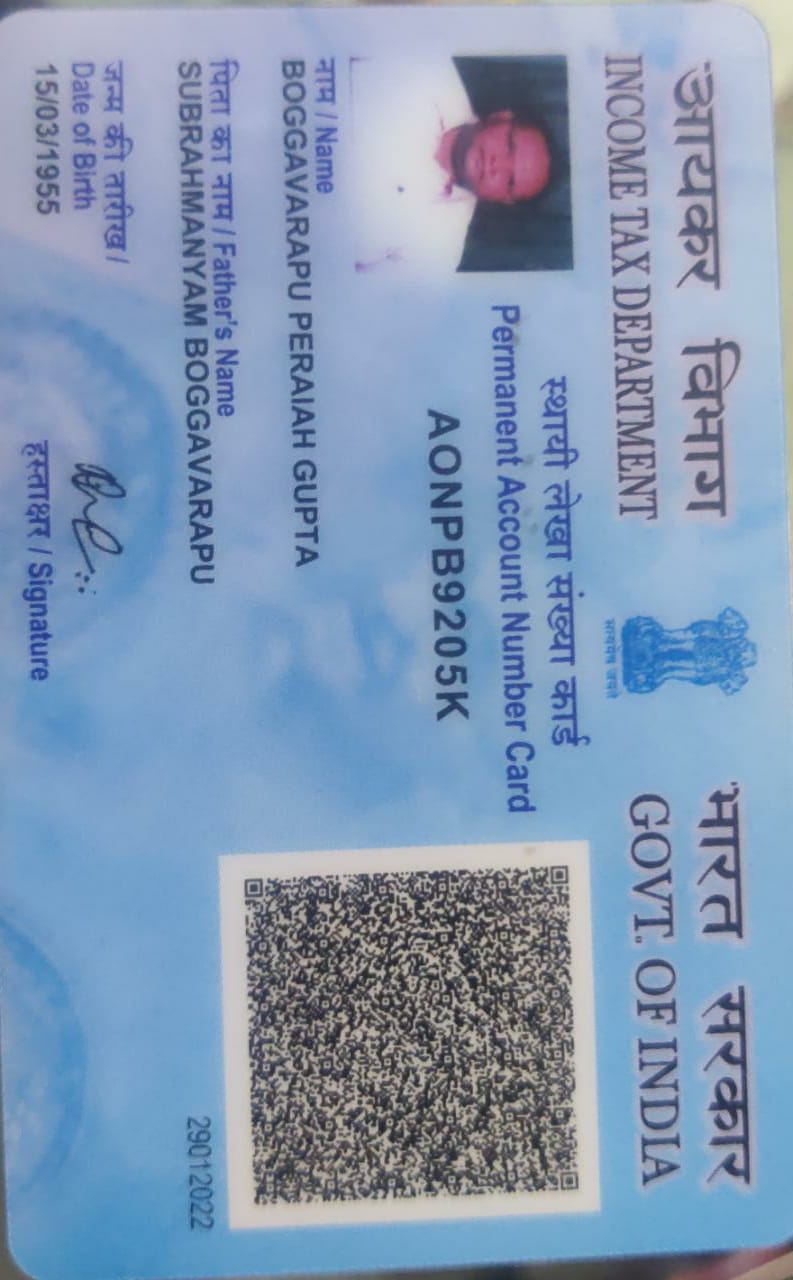 आयकर विभाग
INCOME TAX DEPARTMENT
भारत सरकार
GOVT. OF INDIA
सत्यमेव जयते
स्थायी लेखा संख्या कार्ड
Permanent Account Number Card
AONPB9205K
नाम / Name
BOGGAVARAPU PERAIAH GUPTA
पिता का नाम / Father's Name
SUBRAHMANYAM BOGGAVARAPU
29012022
जन्म की तारीख /
Date of Birth
15/03/1955
हस्ताक्षर / Signature